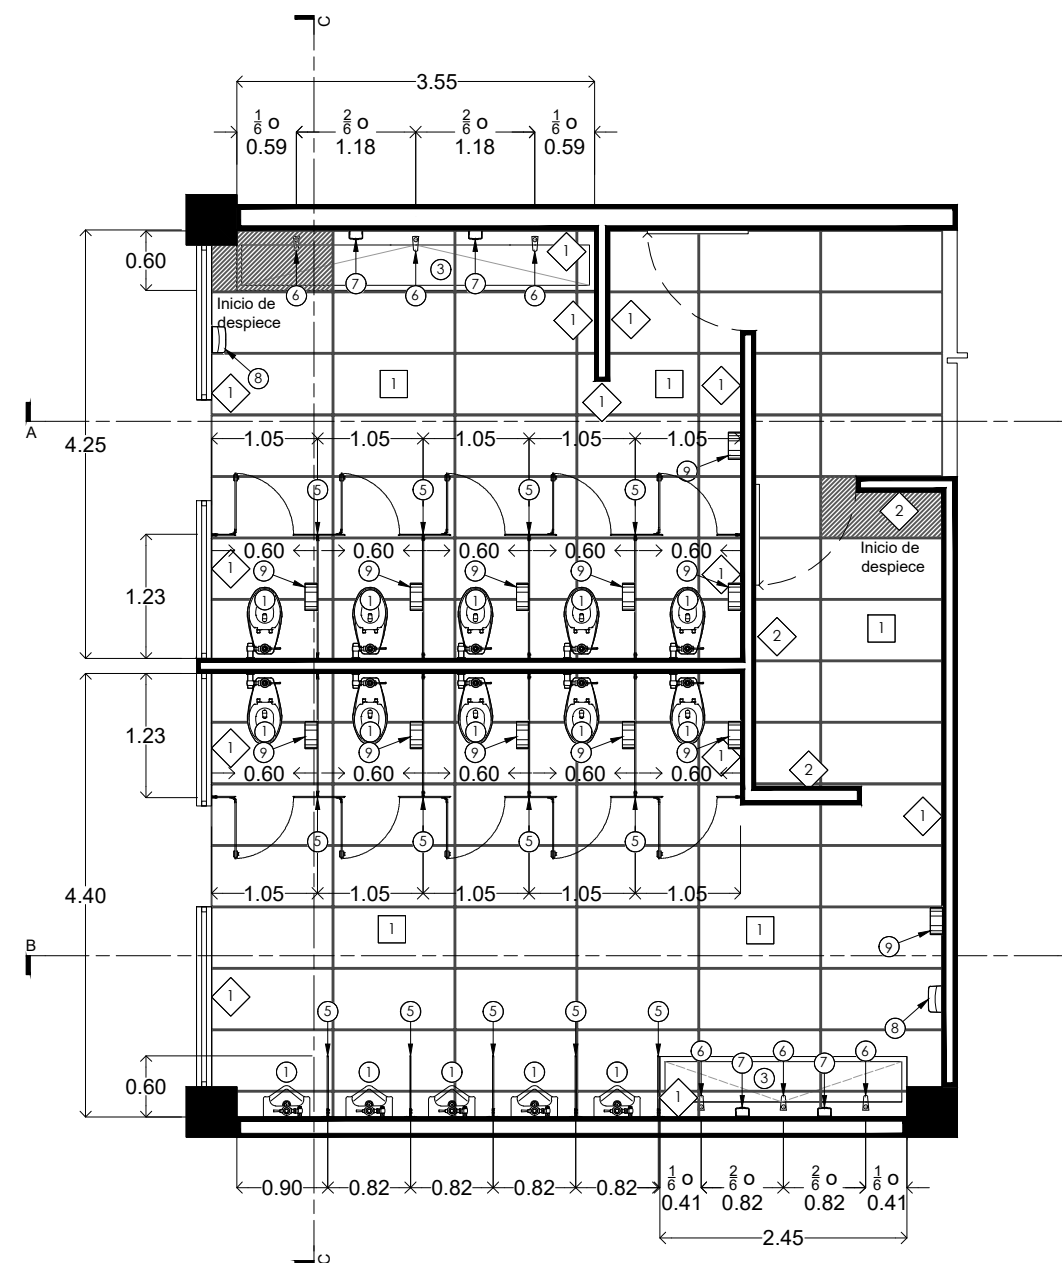 C
3.55
1/6 o 2/6 o 2/6 o 1/6 o
0.59 1.18 1.18 0.59
0.60
1
3
7 7
6 6 6
Inicio de
despiece
1 1
8
1 1 1 1
1
A
4.25
1.05 1.05 1.05 1.05 1.05
9
5 5 5 5
2
0.60 0.60 0.60 0.60 0.60
Inicio de
despiece
1 9 9 9 9 9 1
1.23
1 1 1 1 1
1
2
1.23
1 1 1 1 1
1 9 9 9 9 9 1
0.60 0.60 0.60 0.60 0.60
2
1
5 5 5 5
4.40
1.05 1.05 1.05 1.05 1.05
1 1
B
9
1
5 5 5 5 5
8
6 6 6
7 7
0.60
1 1 1 1 1
3
1
0.90 0.82 0.82 0.82 0.82
1/6 o 2/6 o 2/6 o 1/6 o
0.41 0.82 0.82 0.41
2.45
C